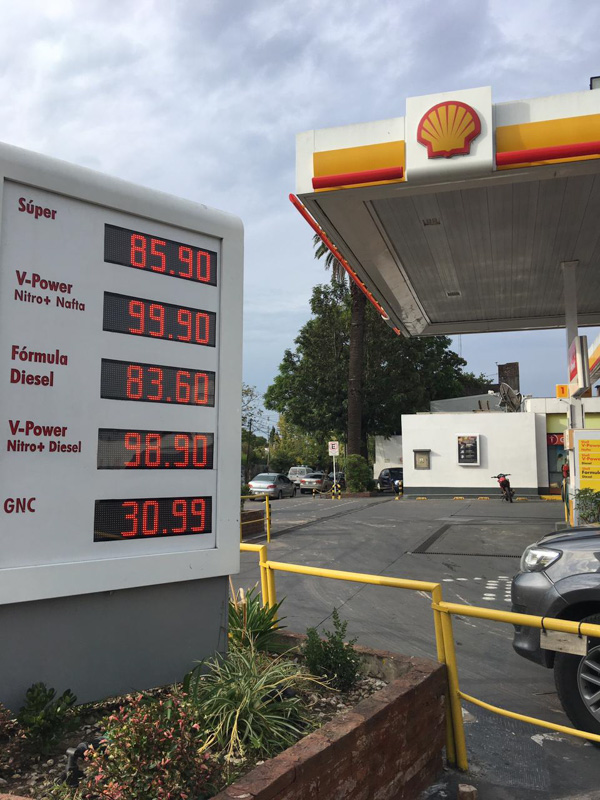 Súper
85.90
V-Power
Nitro+ Nafta
99.90
Fórmula
Diesel
83.60
V-Power
Nitro+ Diesel
98.90
GNC
30.99
E
1